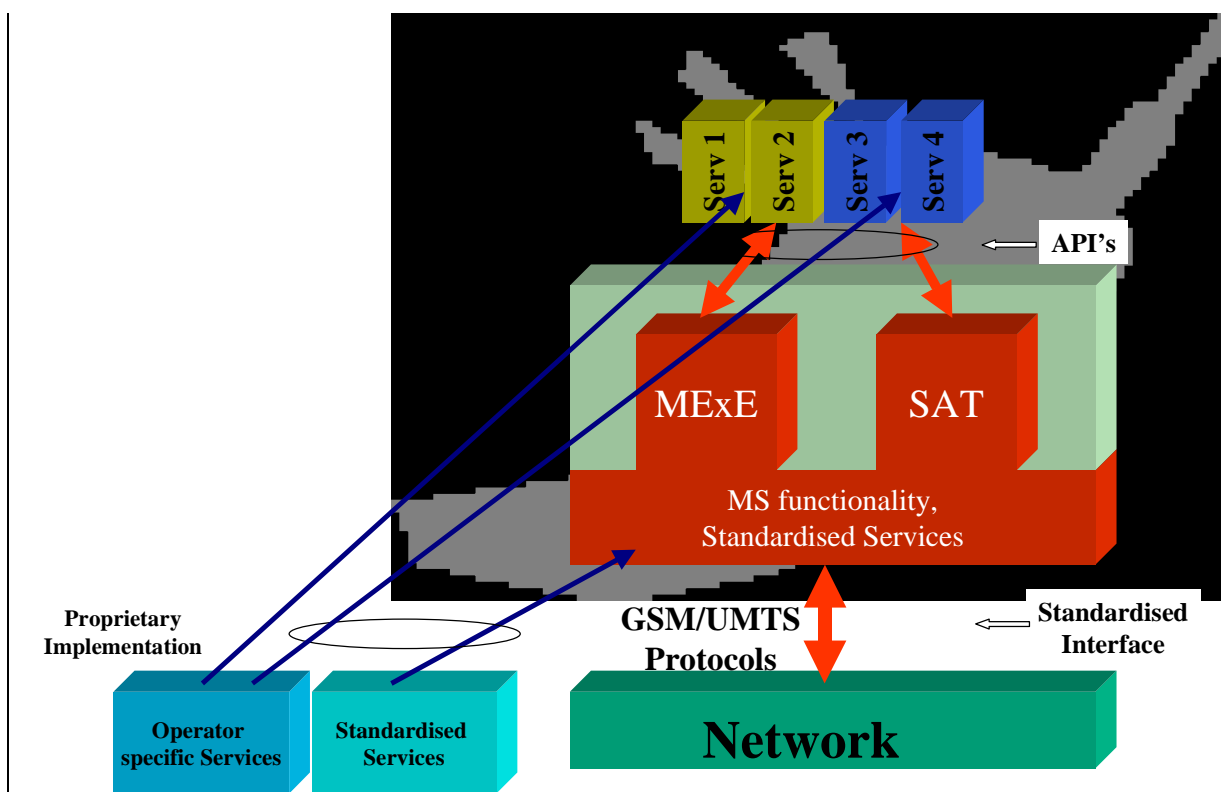 Serv 1
Serv 2
Serv 3
Serv 4
API's
MExE
SAT
MS functionality,
Standardised Services
Proprietary
Implementation
GSM/UMTS
Protocols
Standardised
Interface
Operator
specific Services
Standardised
Services
Network